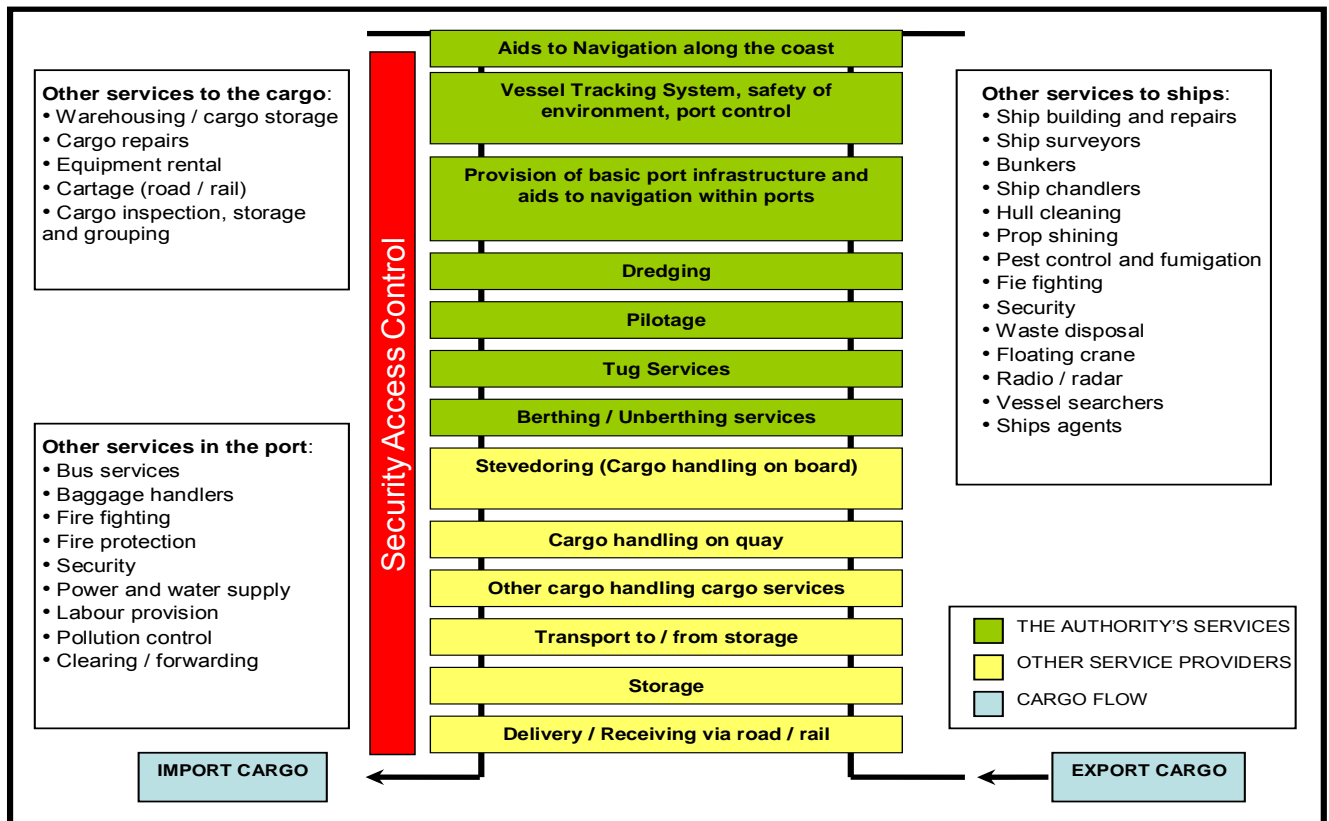 Aids to Navigation along the coast
Vessel Tracking System, safety of
environment, port control
Provision of basic port infrastructure and
aids to navigation within ports
Dredging
Pilotage
Tug Services
Berthing / Unberthing services
Stevedoring (Cargo handling on board)
Cargo handling on quay
Other cargo handling cargo services
Transport to / from storage
Storage
Delivery / Receiving via road / rail
Security Access Control
Other services to the cargo:
• Warehousing / cargo storage
• Cargo repairs
• Equipment rental
• Cartage (road / rail)
• Cargo inspection, storage
and grouping
Other services in the port:
• Bus services
• Baggage handlers
• Fire fighting
• Fire protection
• Security
• Power and water supply
• Labour provision
• Pollution control
• Clearing / forwarding
Other services to ships:
• Ship building and repairs
• Ship surveyors
• Bunkers
• Ship chandlers
• Hull cleaning
• Prop shining
• Pest control and fumigation
• Fie fighting
• Security
• Waste disposal
• Floating crane
• Radio / radar
• Vessel searchers
• Ships agents
THE AUTHORITY'S SERVICES
OTHER SERVICE PROVIDERS
CARGO FLOW
IMPORT CARGO
EXPORT CARGO